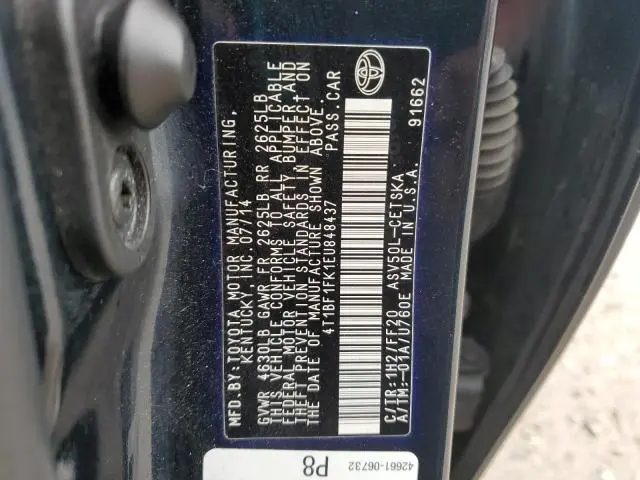 MFD. BY: TOYOTA MOTOR MANUFACTURING,
KENTUCKY, INC. 07/14
GVWR 4630LB GAWR FR 2625LB RR 2625LB
THIS VEHICLE CONFORMS TO ALL APPLICABLE
FEDERAL MOTOR VEHICLE SAFETY, BUMPER, AND
THEFT PREVENTION STANDARDS IN EFFECT ON
THE DATE OF MANUFACTURE SHOWN ABOVE.
4T1BF1FK1EU848437 PASS. CAR
C/TR: 1H2/FE20 ASV50L-CETSKA
A/TM: -01A/U760E MADE IN U.S.A.
91662
42661-06732
P8